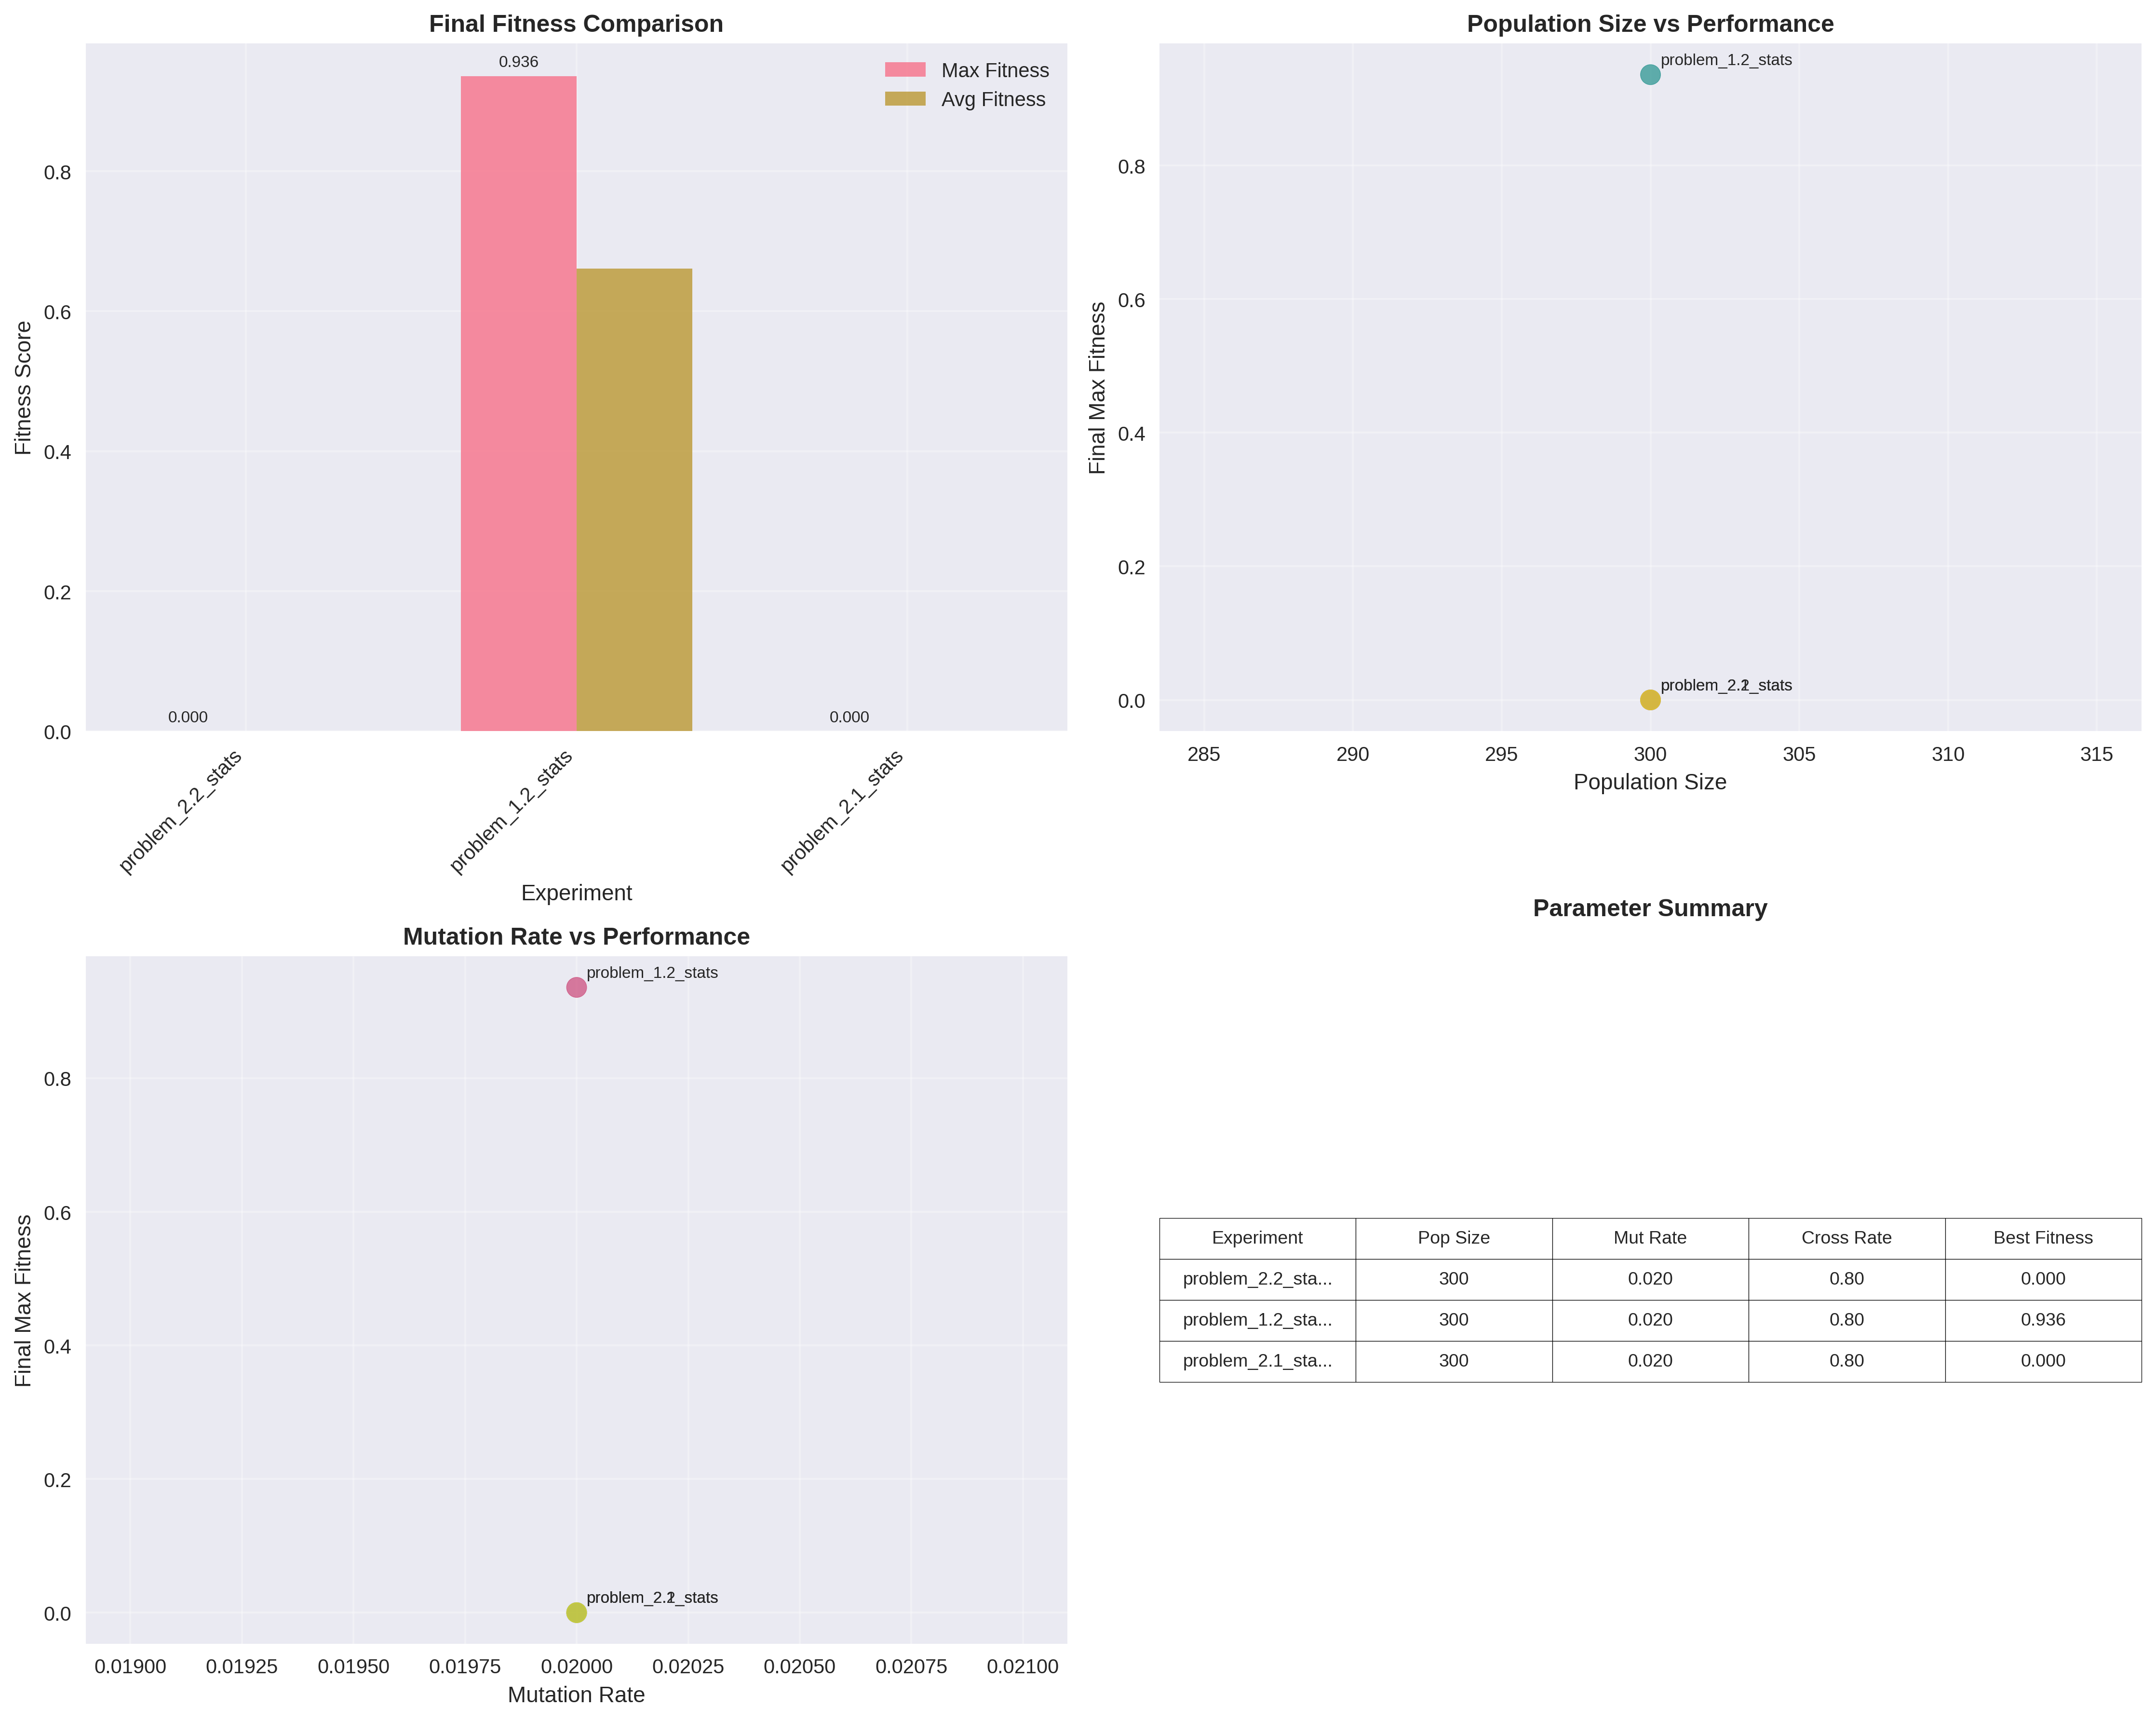 Final Fitness Comparison
Max Fitness
Avg Fitness
0.936
0.000
0.000
0.8
0.6
0.4
0.2
0.0
Fitness Score
problem_2.2_stats
problem_1.2_stats
problem_2.1_stats
Experiment
Population Size vs Performance
problem_1.2_stats
0.8
0.6
0.4
0.2
0.0
Final Max Fitness
285 290 295 300 305 310 315
Population Size
Mutation Rate vs Performance
problem_1.2_stats
0.8
0.6
0.4
0.2
0.0
Final Max Fitness
0.01900 0.01925 0.01950 0.01975 0.02000 0.02025 0.02050 0.02075 0.02100
Mutation Rate
Parameter Summary
Experiment Pop Size Mut Rate Cross Rate Best Fitness
problem_2.2_sta... 300 0.020 0.80 0.000
problem_1.2_sta... 300 0.020 0.80 0.936
problem_2.1_sta... 300 0.020 0.80 0.000